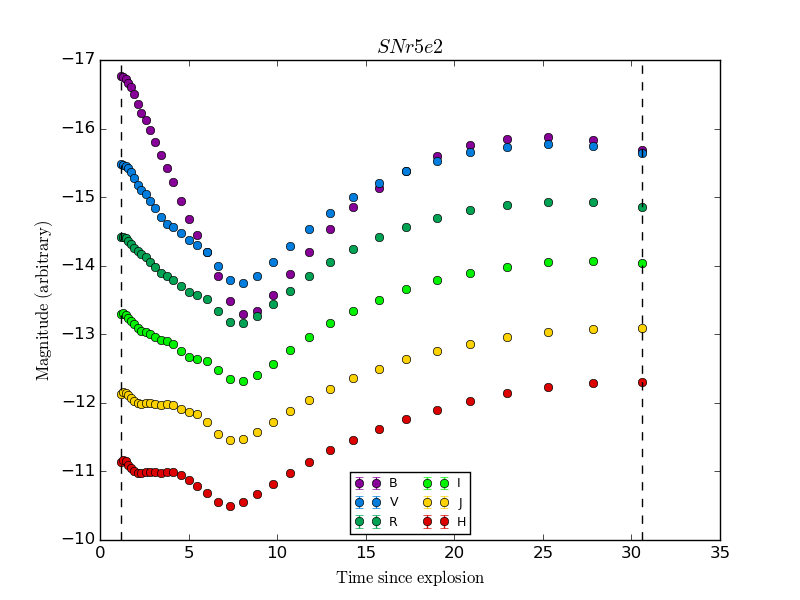 SNr5e2
−17
−16
−15
−14
−13
−12
−11
−10
Magnitude (arbitrary)
B
V
R
I
J
H
0
5
10
15
20
25
30
35
Time since explosion